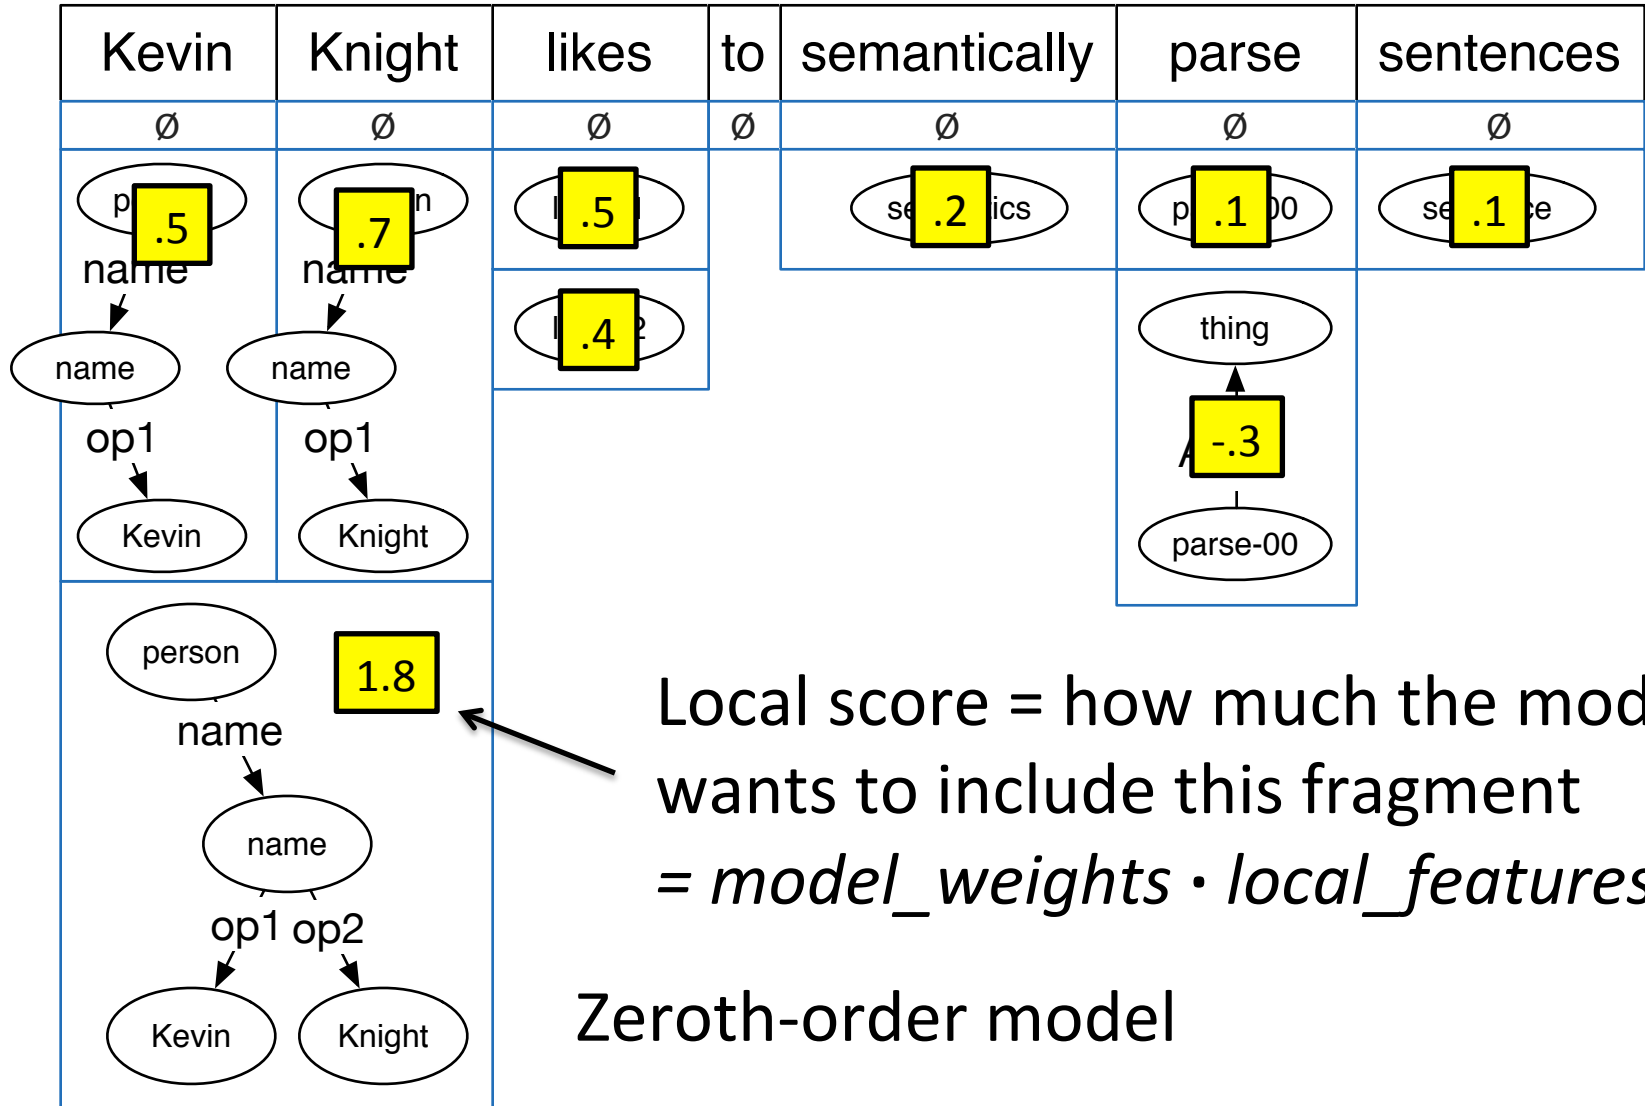 Kevin Knight likes to semantically parse sentences
Ø Ø Ø Ø Ø Ø Ø
.5 .7 .5 .2 .1 .1
name name
.4 thing
name name
op1 op1 -.3
Kevin Knight parse-00
person 1.8
name
Local score = how much the mod
wants to include this fragment
name
= model_weights · local_features
op1 op2
Kevin Knight Zeroth-order model